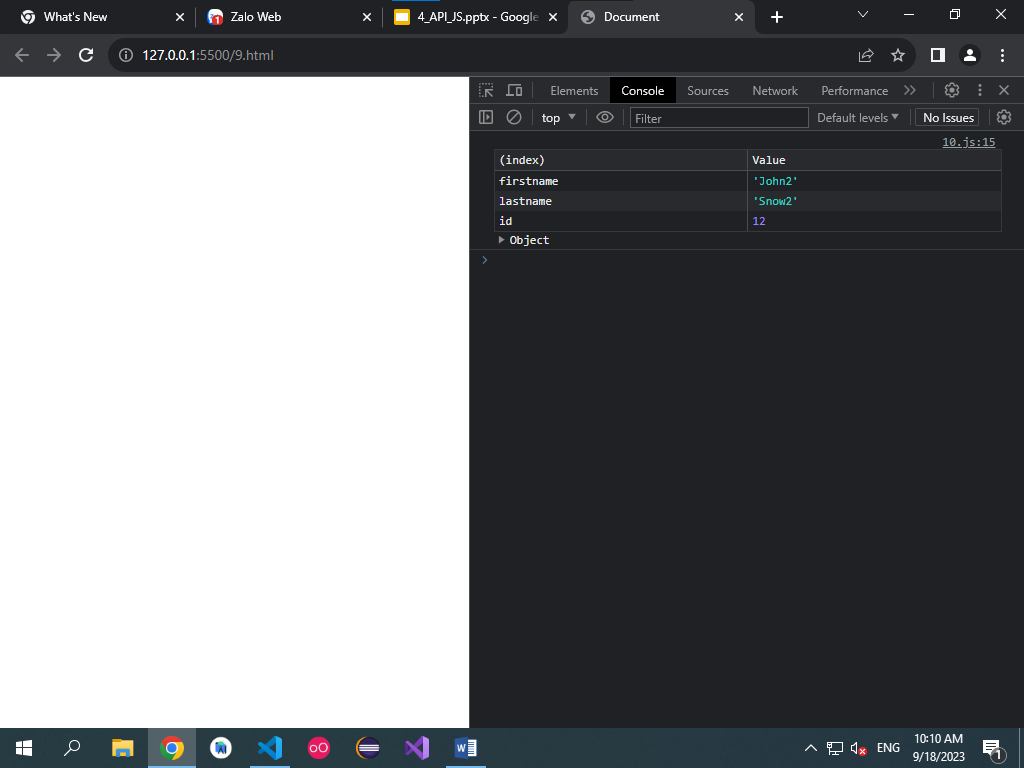 What's New
Zalo Web
4_API_JS.pptx - Google
Document
127.0.0.1:5500/9.html
Elements
Console
Sources
Network
Performance
top
Filter
Default levels
No Issues
10.js:15
(index) Value
firstname 'John2'
lastname 'Snow2'
id 12
Object
ENG
10:10 AM
9/18/2023
1